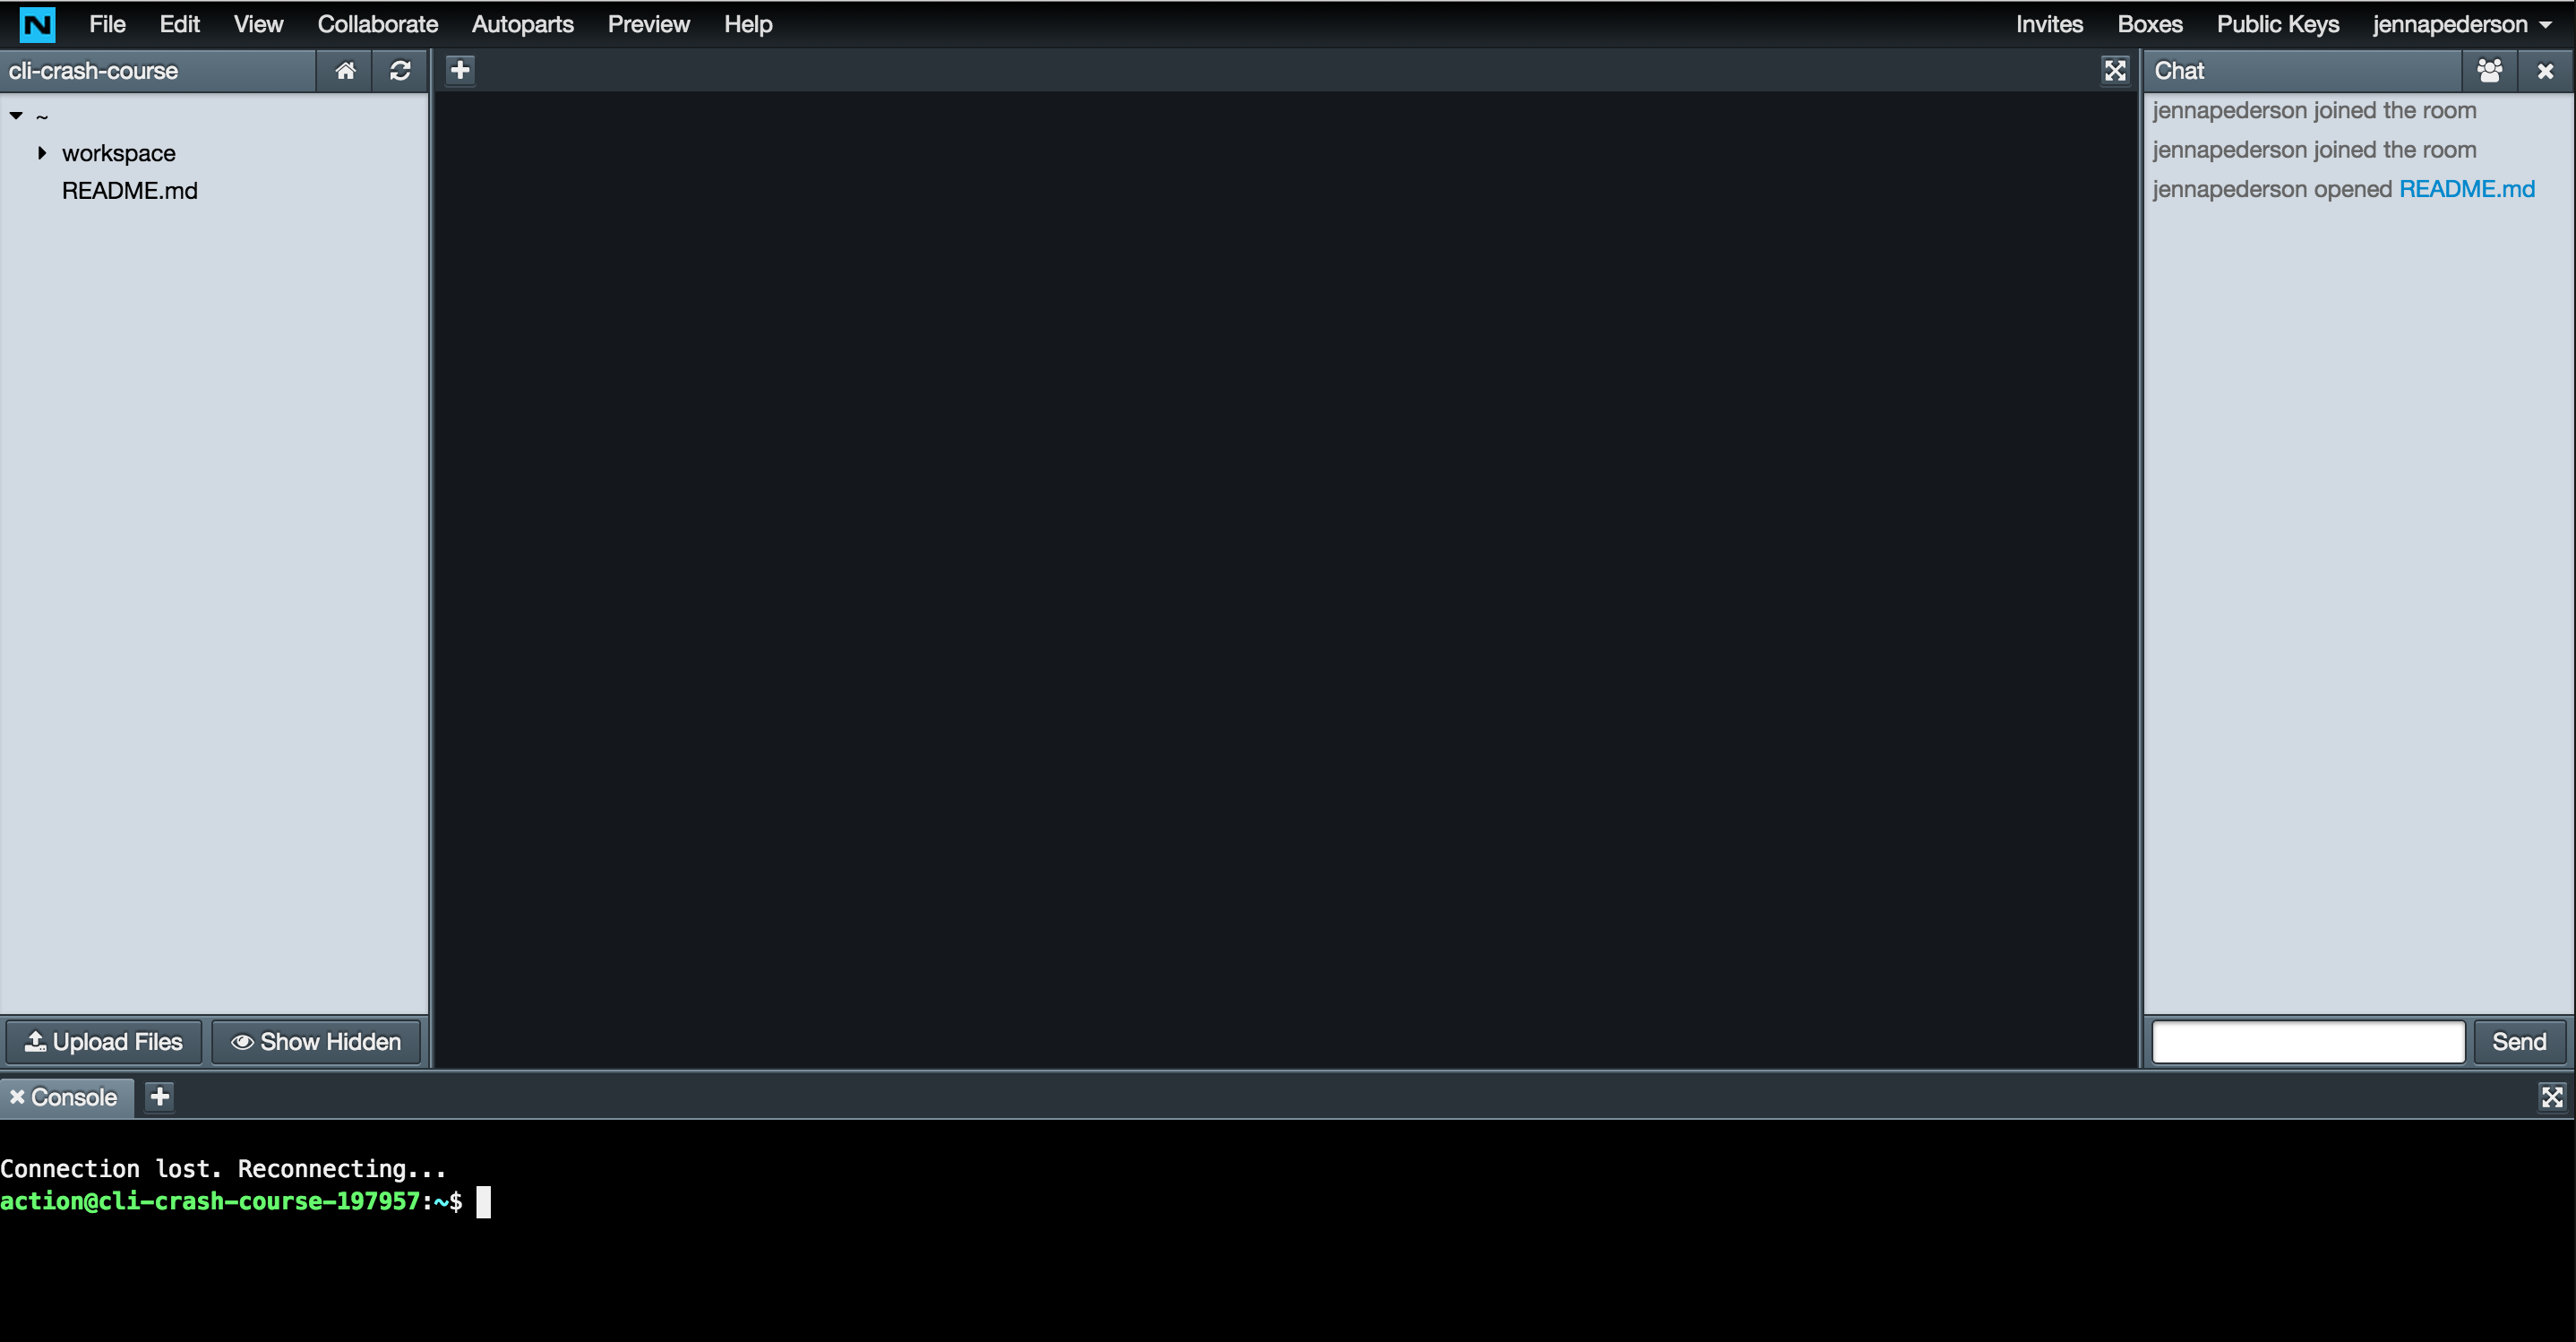 N File Edit View Collaborate Autoparts Preview Help Invites Boxes Public Keys jennapederson
cli-crash-course
~
workspace
README.md
Upload Files Show Hidden
Chat
jennapederson joined the room
jennapederson joined the room
jennapederson opened README.md
Send
Console
Connection lost. Reconnecting...
action@cli-crash-course-197957:~$